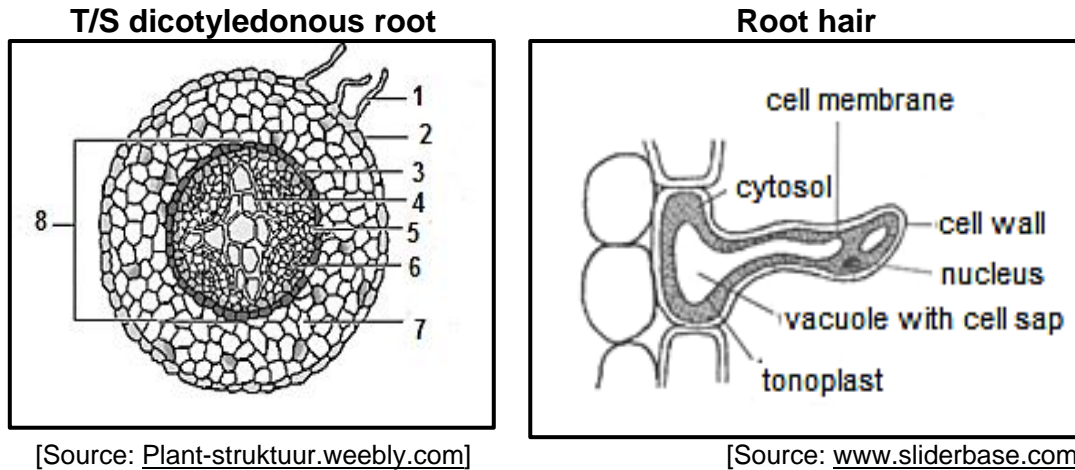 T/S dicotyledonous root
1
2
3
4
5
6
7
8
[Source: Plant-struktuur.weebly.com]
Root hair
cell membrane
cytosol
cell wall
nucleus
vacuole with cell sap
tonoplast
[Source: www.sliderbase.com